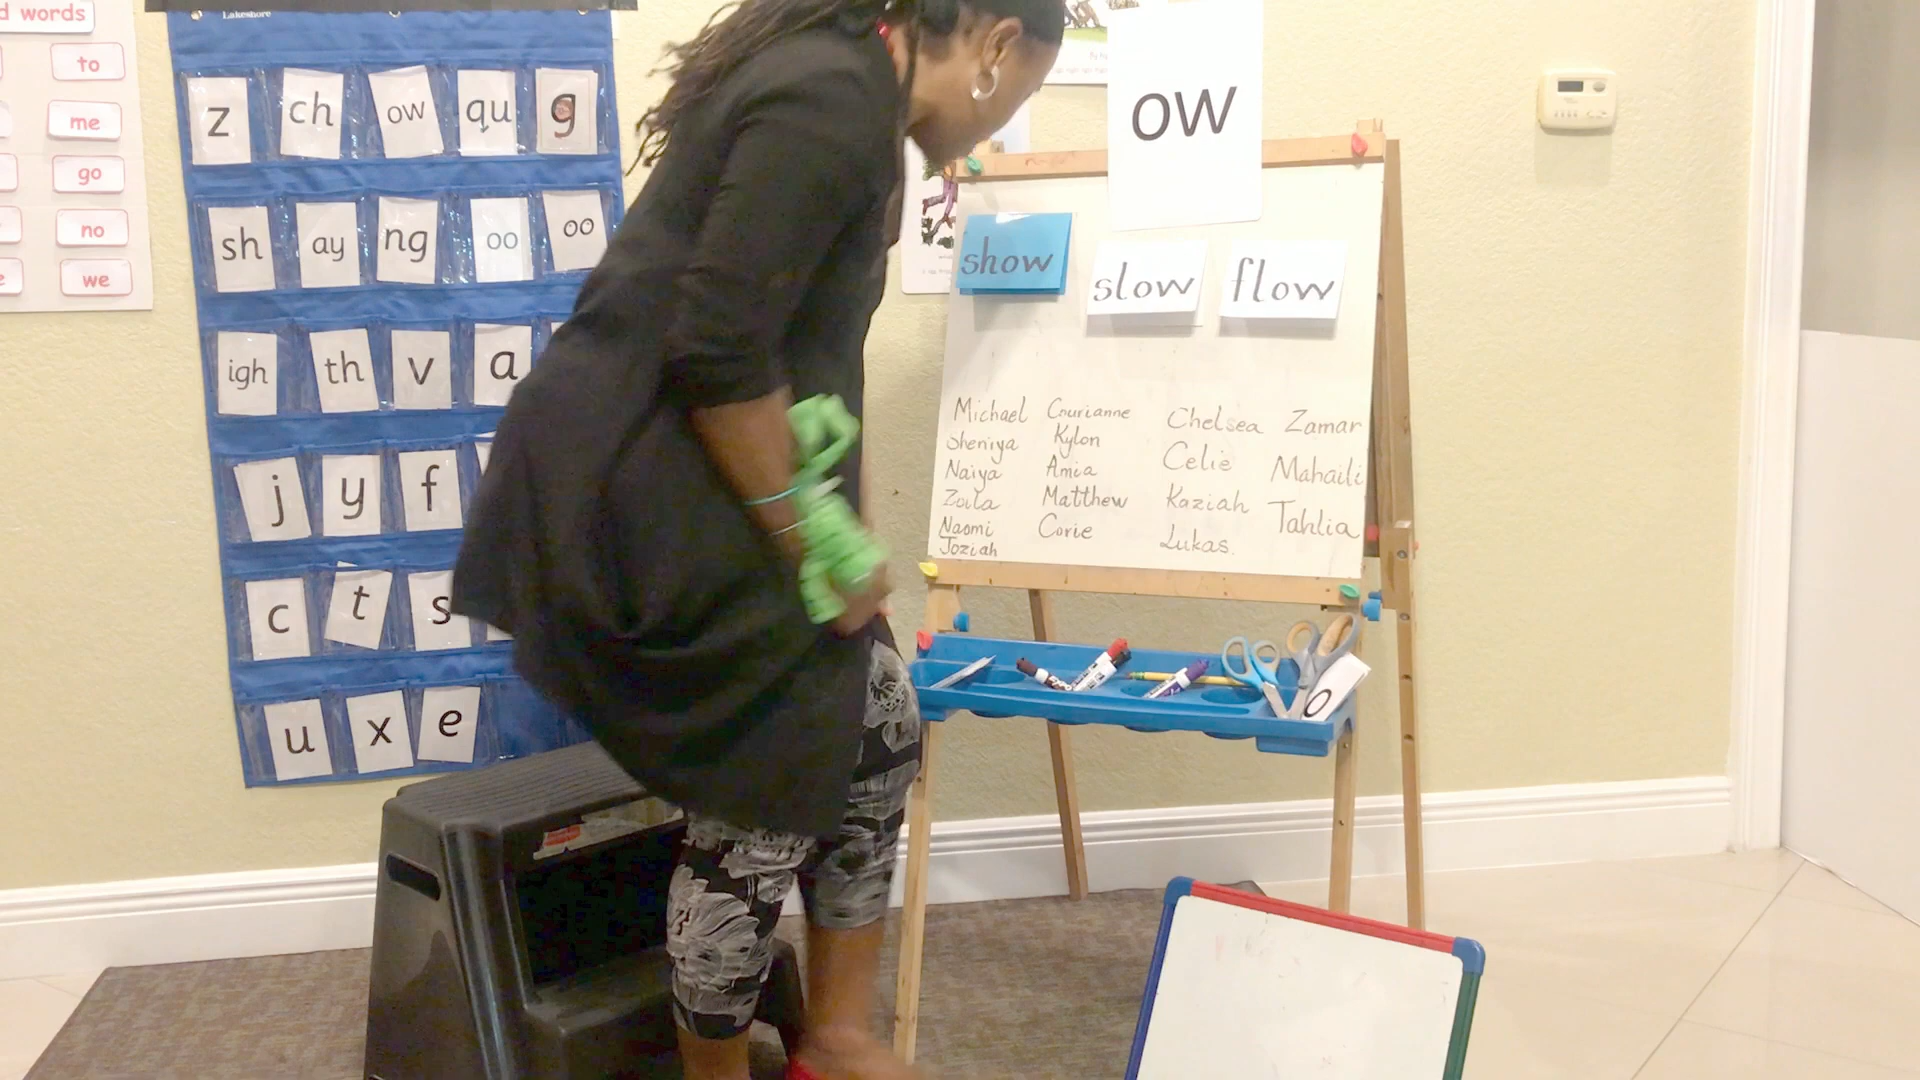 d words
to
me
go
no
we
Lakeshore
z ch ow qu g
sh ay ng oo oo
igh th v a
j y f
c t s
u x e
ow
show slow flow
Michael Courianne Chelsea Zamar
Sheniya Kylon Celie Mahaili
Naiya Amia Kaziah Tahlia
Zoila Matthew Lukas.
Naomi Corie
Joziah
o